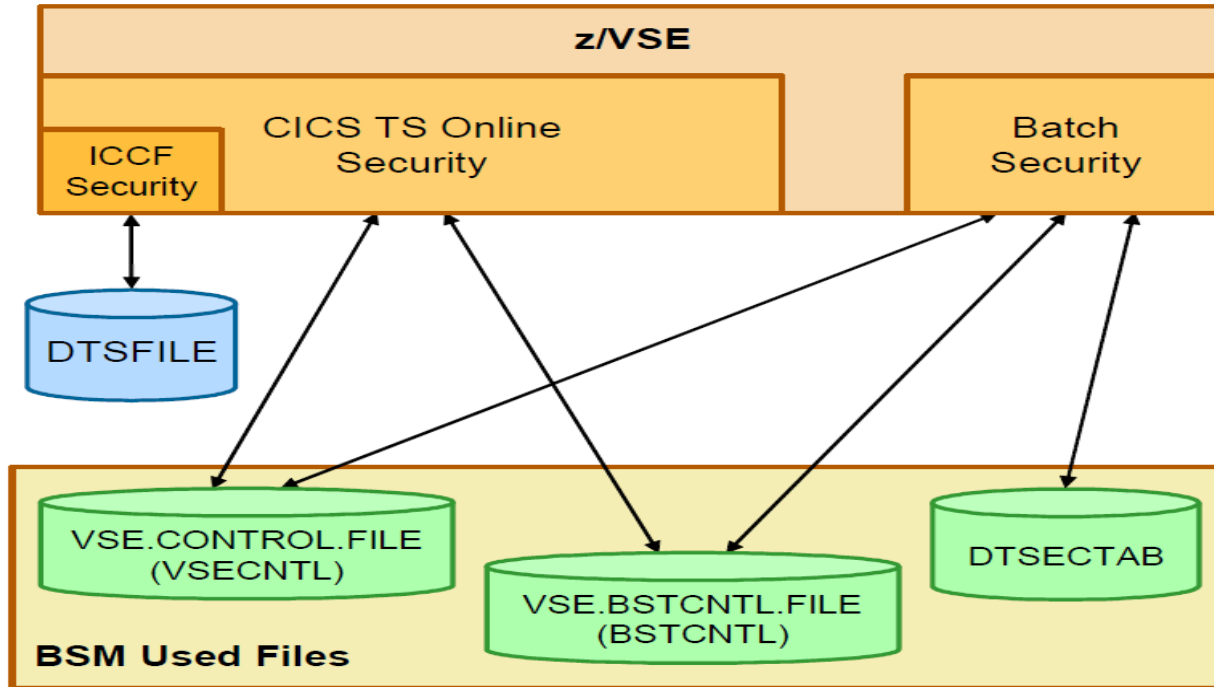 z/VSE
CICS TS Online
Security
Batch
Security
ICCF
Security
DTSFILE
VSE.CONTROL.FILE
(VSECNTL)
VSE.BSTCNTL.FILE
(BSTCNTL)
DTSECTAB
BSM Used Files